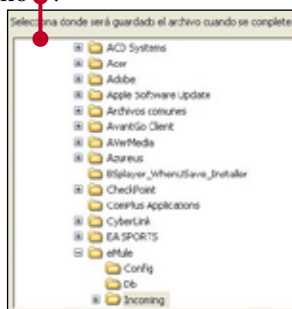 Selecciona donde será guardado el archivo cuando se complete
ACD Systems
Acer
Adobe
Apple Software Update
Archivos comunes
AvantGo Client
AVerMedia
Azureus
BSplayer_WhenUSave_Installer
CheckPoint
ComPlus Applications
CyberLink
EA SPORTS
eMule
Config
Db
Incoming